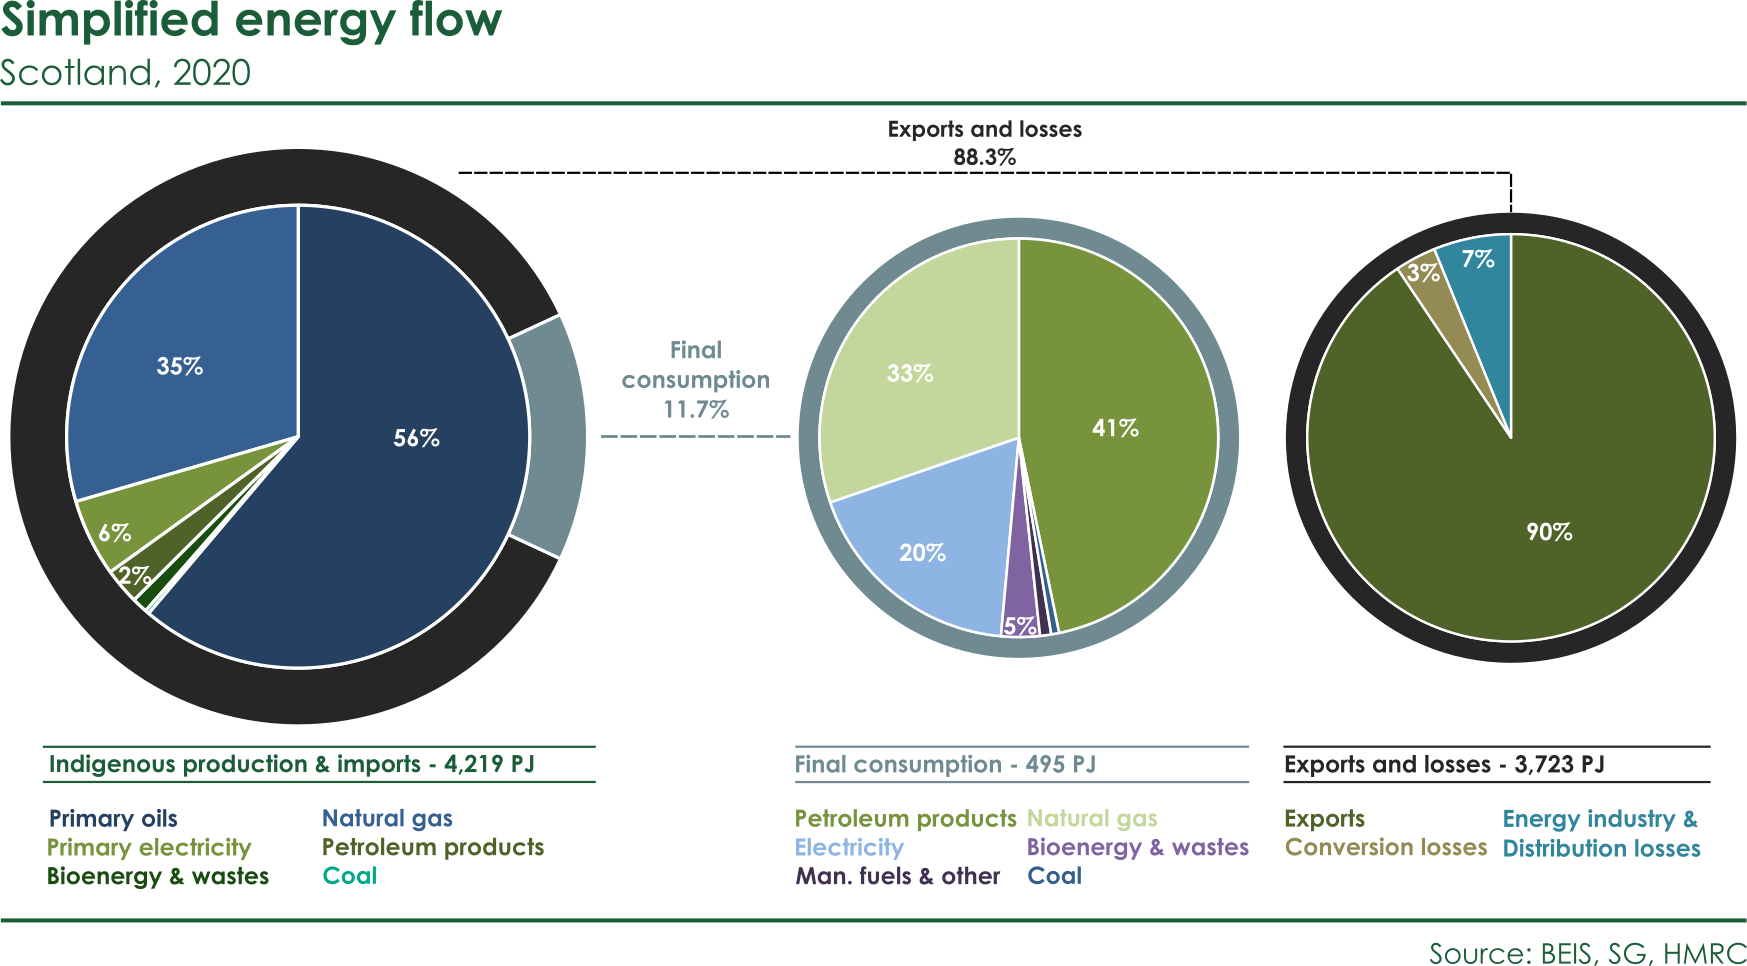 Simplified energy flow
Scotland, 2020
Exports and losses
88.3%
35%
56%
6%
2%
Final
consumption
11.7%
33%
41%
20%
5%
3%
7%
90%
Indigenous production & imports - 4,219 PJ
Primary oils
Natural gas
Primary electricity
Petroleum products
Bioenergy & wastes
Coal
Final consumption - 495 PJ
Petroleum products
Natural gas
Electricity
Bioenergy & wastes
Man. fuels & other
Coal
Exports and losses - 3,723 PJ
Exports
Conversion losses
Energy industry &
Distribution losses
Source: BEIS, SG, HMRC